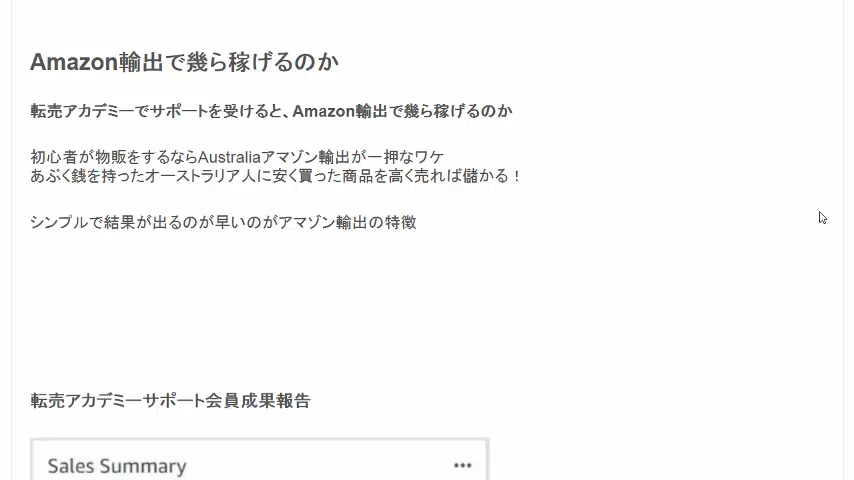 Amazon輸出で幾ら稼げるのか
転売アカデミーでサポートを受けると、Amazon輸出で幾ら稼げるのか
初心者が物販をするならAustraliaアマゾン輸出が一押なワケ
あぶく銭を持ったオーストラリア人に安く買った商品を高く売れば儲かる！
シンプルで結果が出るのが早いのがアマゾン輸出の特徴
転売アカデミーサポート会員成果報告
Sales Summary